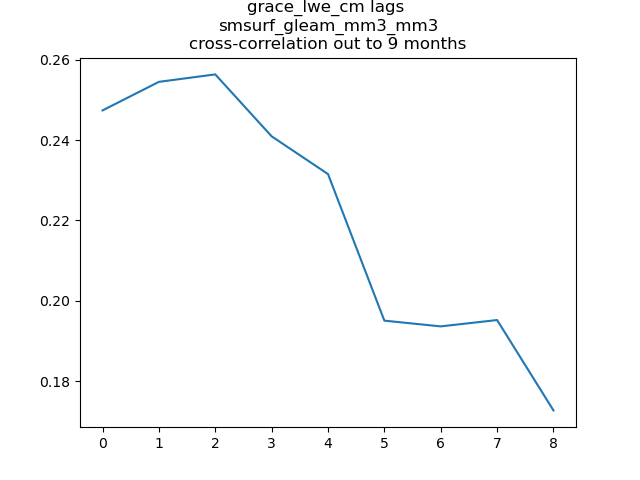 grace_lwe_cm lags
smsurf_gleam_mm3_mm3
cross-correlation out to 9 months
0.26
0.24
0.22
0.20
0.18
0 1 2 3 4 5 6 7 8